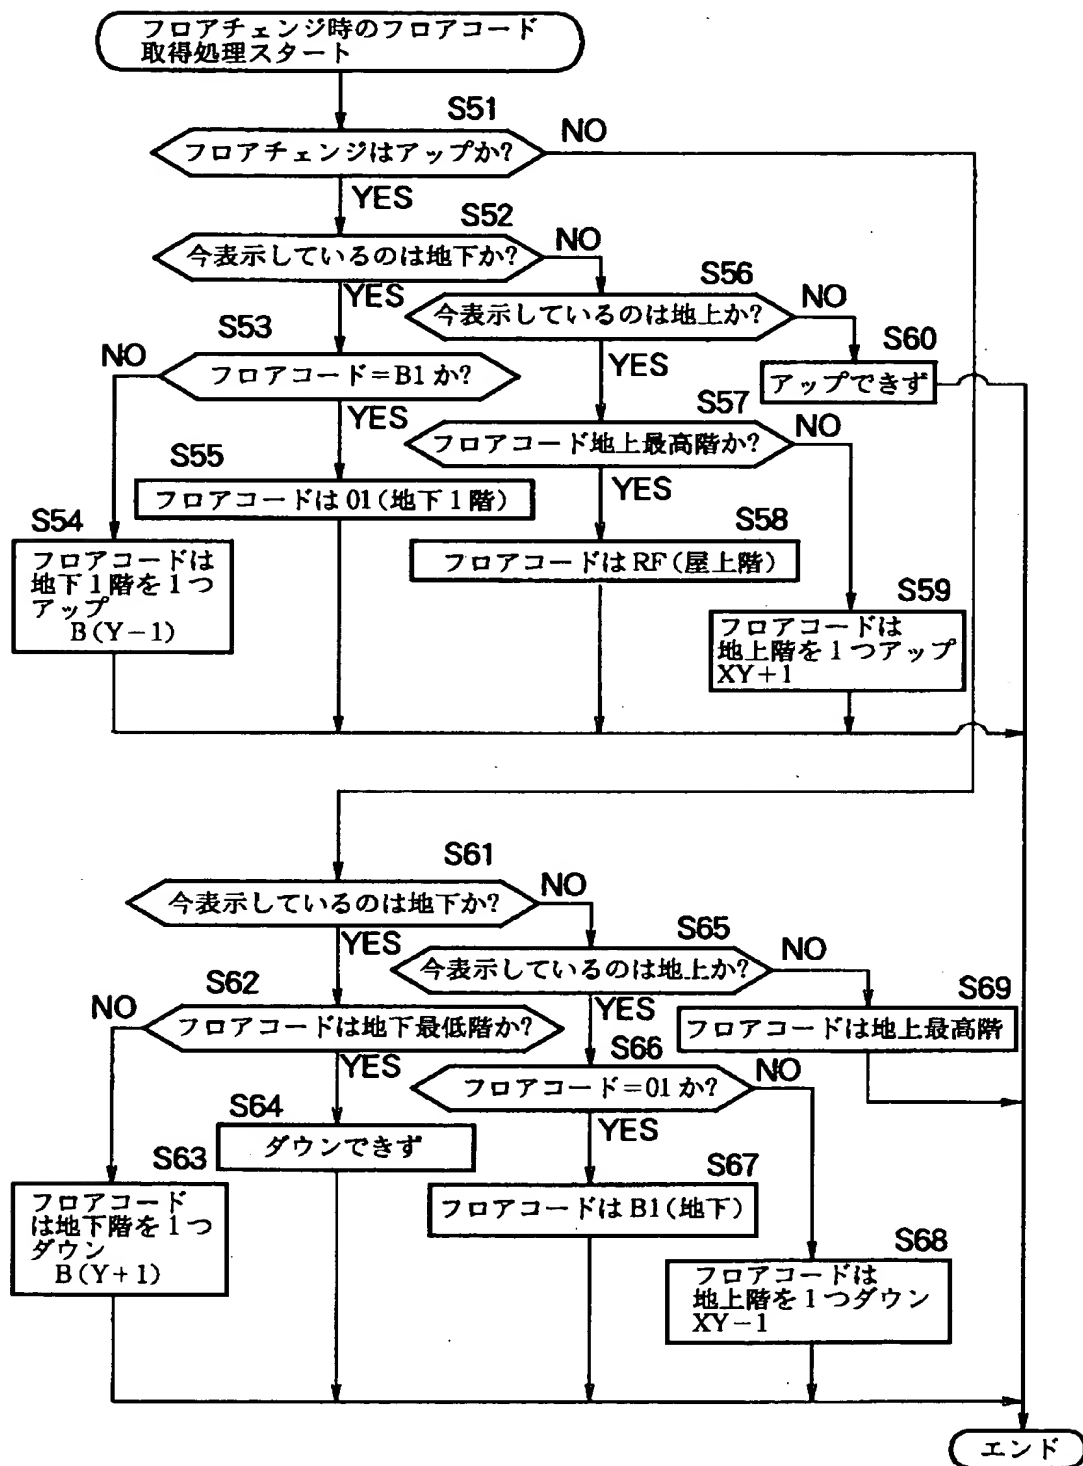 フロアチェンジ時のフロアコード
取得処理スタート
S51
フロアチェンジはアップか?
NO
YES
S52
今表示しているのは地下か?
NO
YES
S56
今表示しているのは地上か?
NO
YES
S60
アップできず
S53
NO
フロアコード=B1か?
YES
S57
フロアコード地上最高階か?
NO
YES
S55
フロアコードは01(地下1階)
S54
フロアコードは
地下1階を1つ
アップ
B(Y-1)
S58
フロアコードはRF(屋上階)
S59
フロアコードは
地上階を1つアップ
XY+1
S61
今表示しているのは地下か?
NO
YES
S65
今表示しているのは地上か?
NO
YES
S69
フロアコードは地上最高階
S62
NO
フロアコードは地下最低階か?
YES
S66
フロアコード=01か?
NO
YES
S64
ダウンできず
S63
フロアコード
は地下階を1つ
ダウン
B(Y+1)
S67
フロアコードはB1(地下)
S68
フロアコードは
地上階を1つダウン
XY-1
エンド